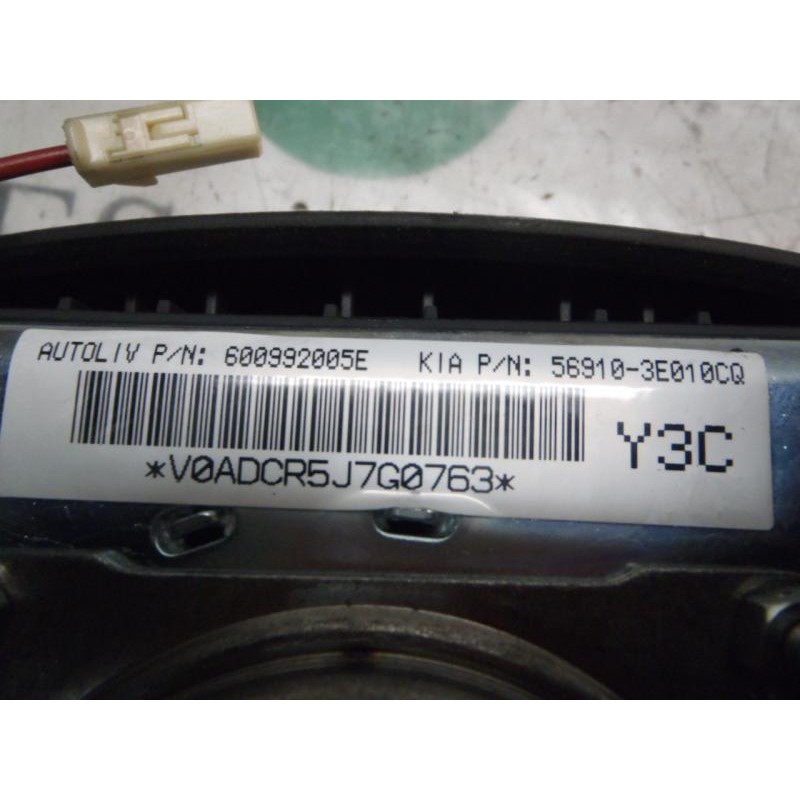 AUTOLIV P/N: 600992005E KIA P/N: 56910-3E010CQ
Y3C
*V0ADCR5J7G0763*